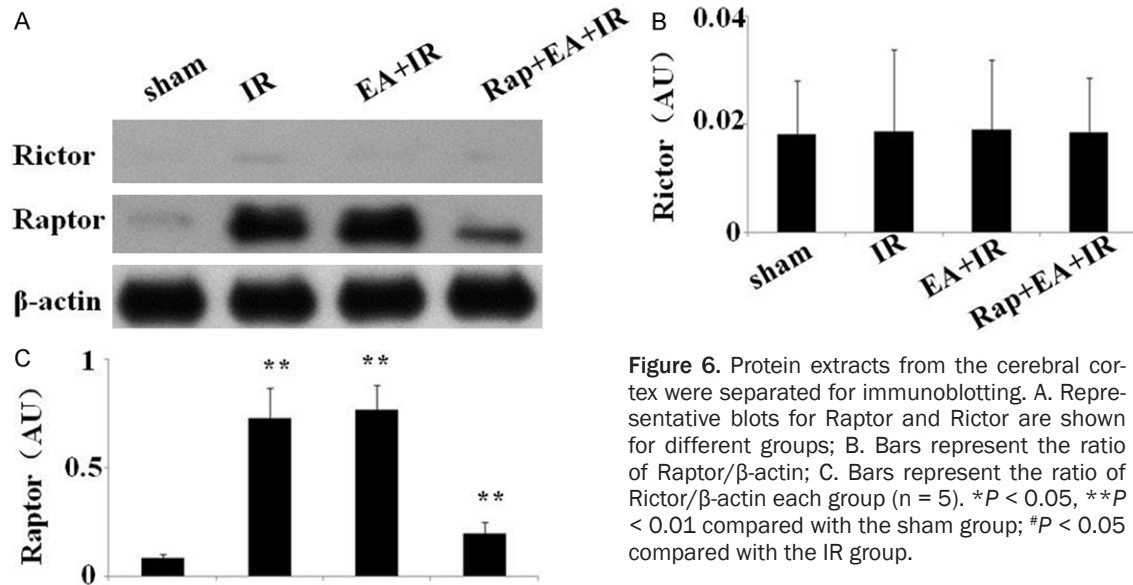 A
sham IR EA+IR Rap+EA+IR
Rictor
Raptor
β-actin
B
Rictor (AU)
0.04
0.02
0
sham IR EA+IR Rap+EA+IR
C
Raptor (AU)
1
0.5
0
** ** **
Figure 6. Protein extracts from the cerebral cor-
tex were separated for immunoblotting. A. Repre-
sentative blots for Raptor and Rictor are shown
for different groups; B. Bars represent the ratio
of Raptor/β-actin; C. Bars represent the ratio of
Rictor/β-actin each group (n = 5). *P < 0.05, **P
< 0.01 compared with the sham group; #P < 0.05
compared with the IR group.